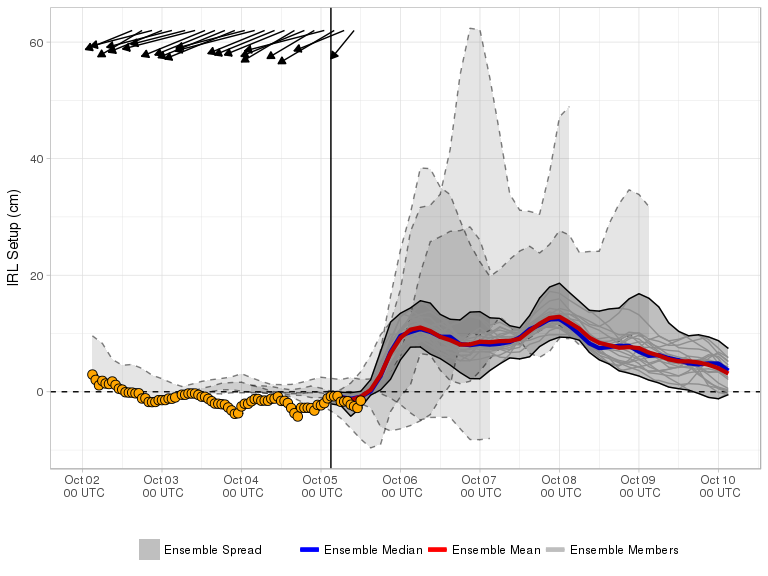 IRL Setup (cm)
60
40
20
0
Oct 02 Oct 03 Oct 04 Oct 05 Oct 06 Oct 07 Oct 08 Oct 09 Oct 10
00 UTC 00 UTC 00 UTC 00 UTC 00 UTC 00 UTC 00 UTC 00 UTC 00 UTC
Ensemble Spread Ensemble Median Ensemble Mean Ensemble Members